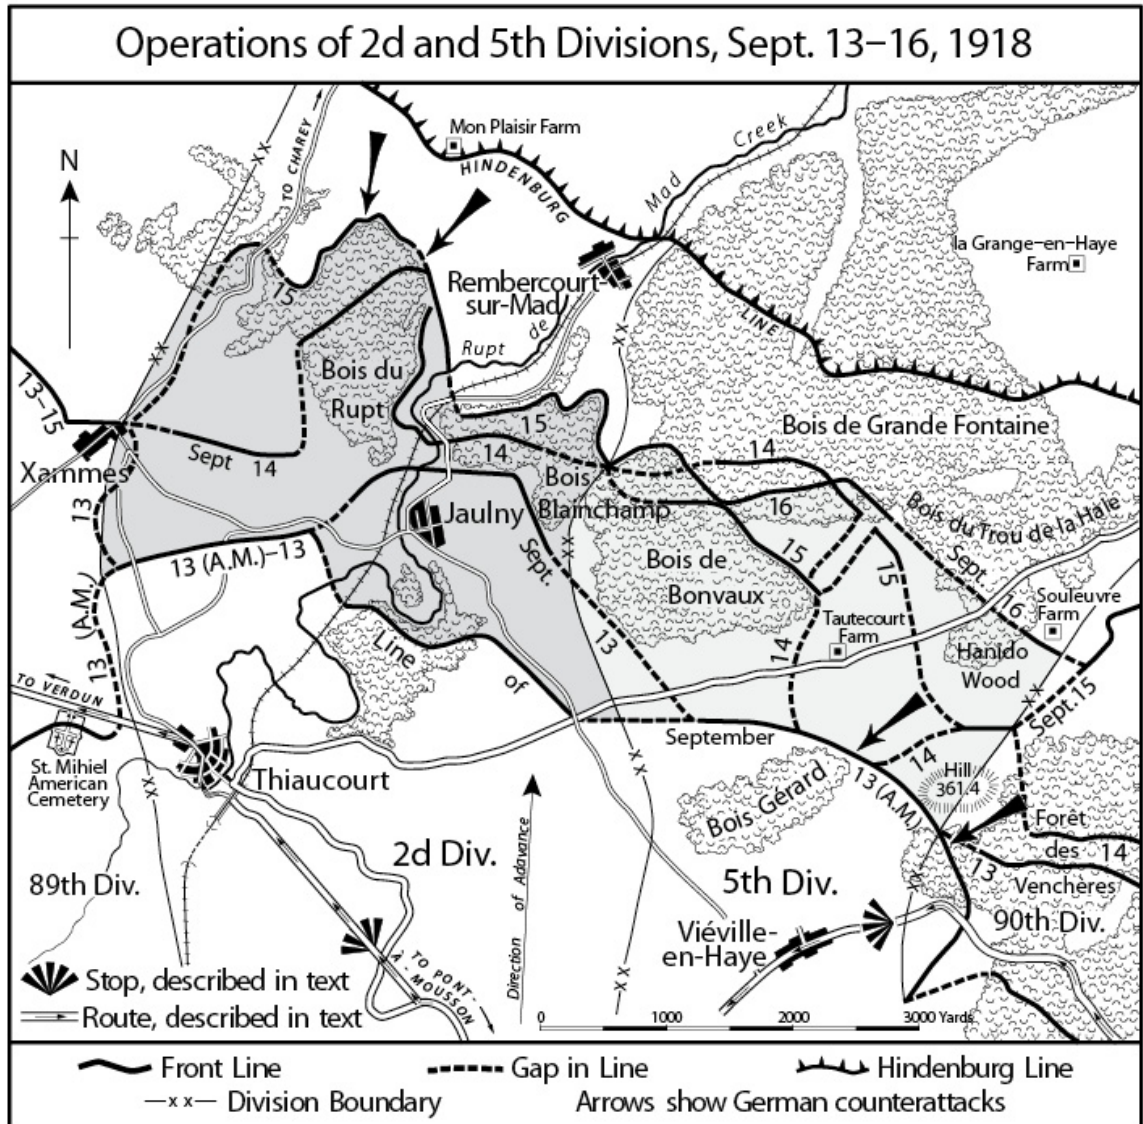 Operations of 2d and 5th Divisions, Sept. 13–16, 1918
N
TO CHAREY
Mon Plaisir Farm
HINDENBURG
LINE
Mad
Creek
la Grange-en-Haye
Farm
Rembercourt-
sur-Mad
Rupt
de
15
Bois du
Rupt
13–15
Xammes
Sept 14
15
14
Bois
Blainchamp
Bois de Grande Fontaine
14
16
Bois du Trou de la Haie
Jaulny
13
13 (A.M.)–13
Sept.
13
Bois de
Bonvaux
15
15
Sept.
16
Souleuvre
Farm
Tautecourt
Farm
14
Hanido
Wood
(A.M.)
13
Line
of
September
13 (A.M.)
Sept. 15
TO VERDUN
St. Mihiel
American
Cemetery
Thiaucourt
14
Hill
361.4
Bois Gérard
Forêt
des
Venchères
14
13
89th Div.
2d Div.
5th Div.
90th Div.
Direction of Adavance
Viéville-
en-Haye
TO PONT-
À-MOUSSON
Stop, described in text
Route, described in text
0 1000 2000 3000 Yards
Front Line
Gap in Line
Hindenburg Line
—x x— Division Boundary
Arrows show German counterattacks